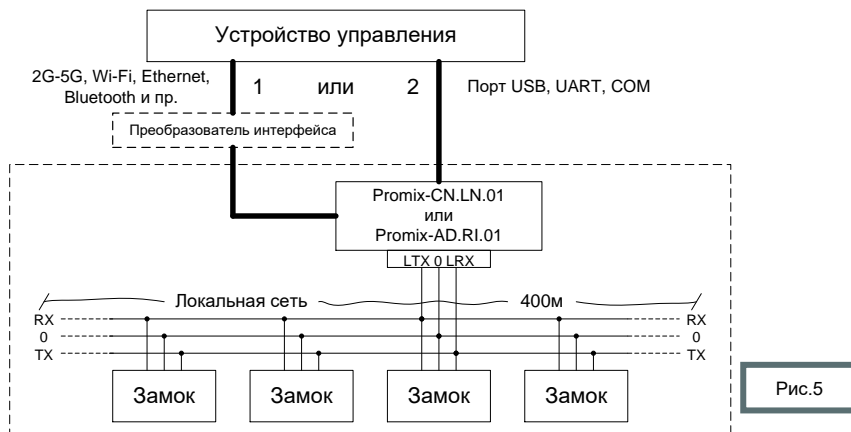 Устройство управления
2G-5G, Wi-Fi, Ethernet,
Bluetooth и пр.
1 или 2
Порт USB, UART, COM
Преобразователь интерфейса
Promix-CN.LN.01
или
Promix-AD.RI.01
LTX 0 LRX
Локальная сеть 400м
RX RX
0 0
TX TX
Замок Замок Замок Замок
Рис.5